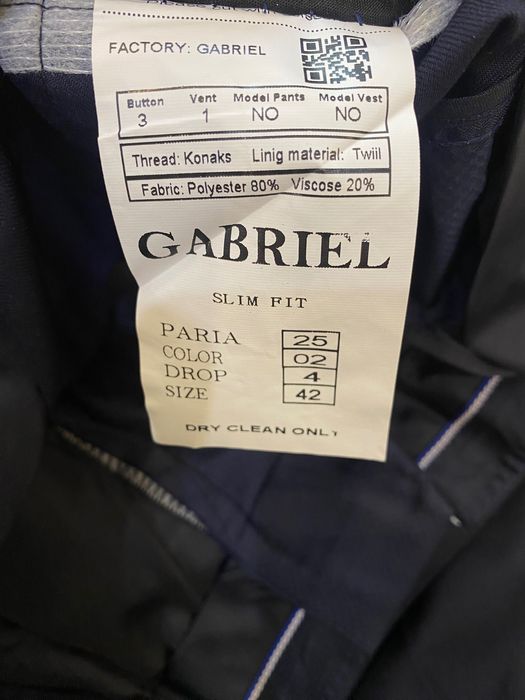 FACTORY: GABRIEL
Button Vent Model Pants Model Vest
3 1 NO NO
Thread: Konaks Linig material: Twiil
Fabric: Polyester 80% Viscose 20%
GABRIEL
SLIM FIT
PARIA 25
COLOR 02
DROP 4
SIZE 42
DRY CLEAN ONLY